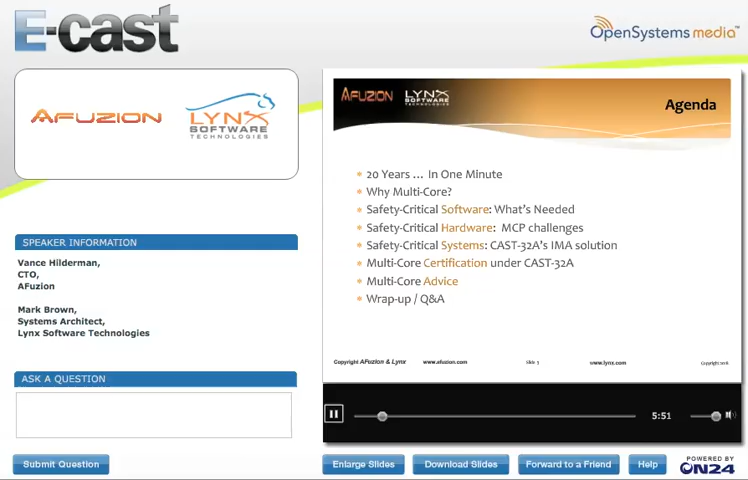 E-cast
OpenSystems media™
AFUZION
LYNX
SOFTWARE
TECHNOLOGIES
AFUZION
LYNX
SOFTWARE
TECHNOLOGIES
Agenda
20 Years ... In One Minute
Why Multi-Core?
Safety-Critical Software: What's Needed
Safety-Critical Hardware: MCP challenges
Safety-Critical Systems: CAST-32A's IMA solution
Multi-Core Certification under CAST-32A
Multi-Core Advice
Wrap-up / Q&A
Copyright AFuzion & Lynx
www.afuzion.com
Slide 3
www.lynx.com
SPEAKER INFORMATION
Vance Hilderman,
CTO,
AFuzion
Mark Brown,
Systems Architect,
Lynx Software Technologies
ASK A QUESTION
5:51
Submit Question
Enlarge Slides
Download Slides
Forward to a Friend
Help
POWERED BY
ON24